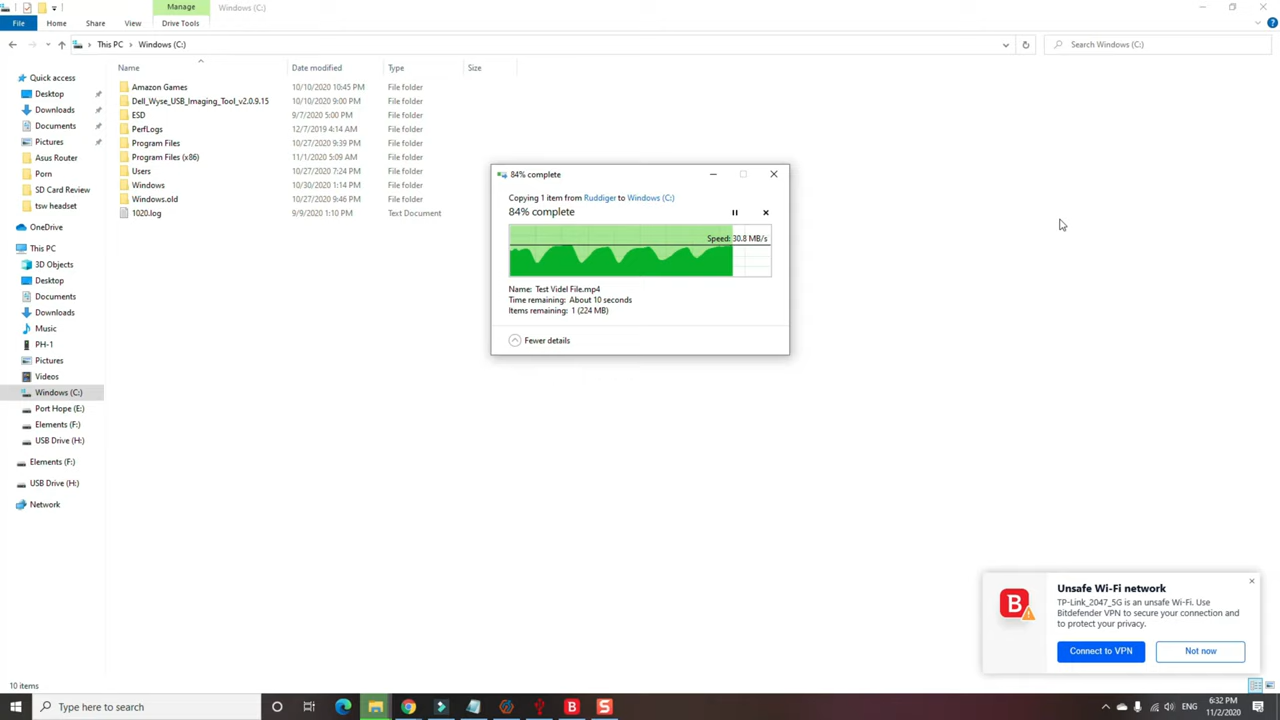 Manage
Windows (C:)
File
Home
Share
View
Drive Tools
This PC
Windows (C:)
Search Windows (C:)
Name
Date modified
Type
Size
Quick access
Desktop
Downloads
Documents
Pictures
Asus Router
Porn
SD Card Review
tsw headset
OneDrive
This PC
3D Objects
Desktop
Documents
Downloads
Music
PH-1
Pictures
Videos
Windows (C:)
Port Hope (E:)
Elements (F:)
USB Drive (H:)
Elements (F:)
USB Drive (H:)
Network
Amazon Games 10/10/2020 10:45 PM File folder
Dell_Wyse_USB_Imaging_Tool_v2.0.9.15 10/10/2020 9:00 PM File folder
ESD 9/7/2020 5:00 PM File folder
PerfLogs 12/7/2019 4:14 AM File folder
Program Files 10/27/2020 9:39 PM File folder
Program Files (x86) 11/1/2020 5:09 AM File folder
Users 10/27/2020 7:24 PM File folder
Windows 10/30/2020 1:14 PM File folder
Windows.old 10/27/2020 9:46 PM File folder
1020.log 9/9/2020 1:10 PM Text Document
84% complete
Copying 1 item from Ruddiger to Windows (C:)
84% complete
Speed: 30.8 MB/s
Name: Test Videl File.mp4
Time remaining: About 10 seconds
Items remaining: 1 (224 MB)
Fewer details
B
Unsafe Wi-Fi network
TP-Link_2047_5G is an unsafe Wi-Fi. Use
Bitdefender VPN to secure your connection and
to protect your privacy.
Connect to VPN
Not now
10 items
Type here to search
B
S
ENG
6:32 PM
11/2/2020